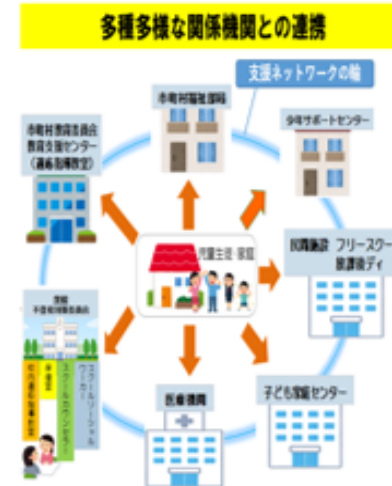 多種多様な関係機関との連携
支援ネットワークの輪
市町村福祉部局
市町村教育委員会
教育支援センター
(適応指導教室)
少年サポートセンター
児童生徒・家庭
民間施設 フリースクール
放課後デイ
不登校対策委員会
スクールカウンセラー
スクールソーシャル
ワーカー
医療機関
子ども家庭センター